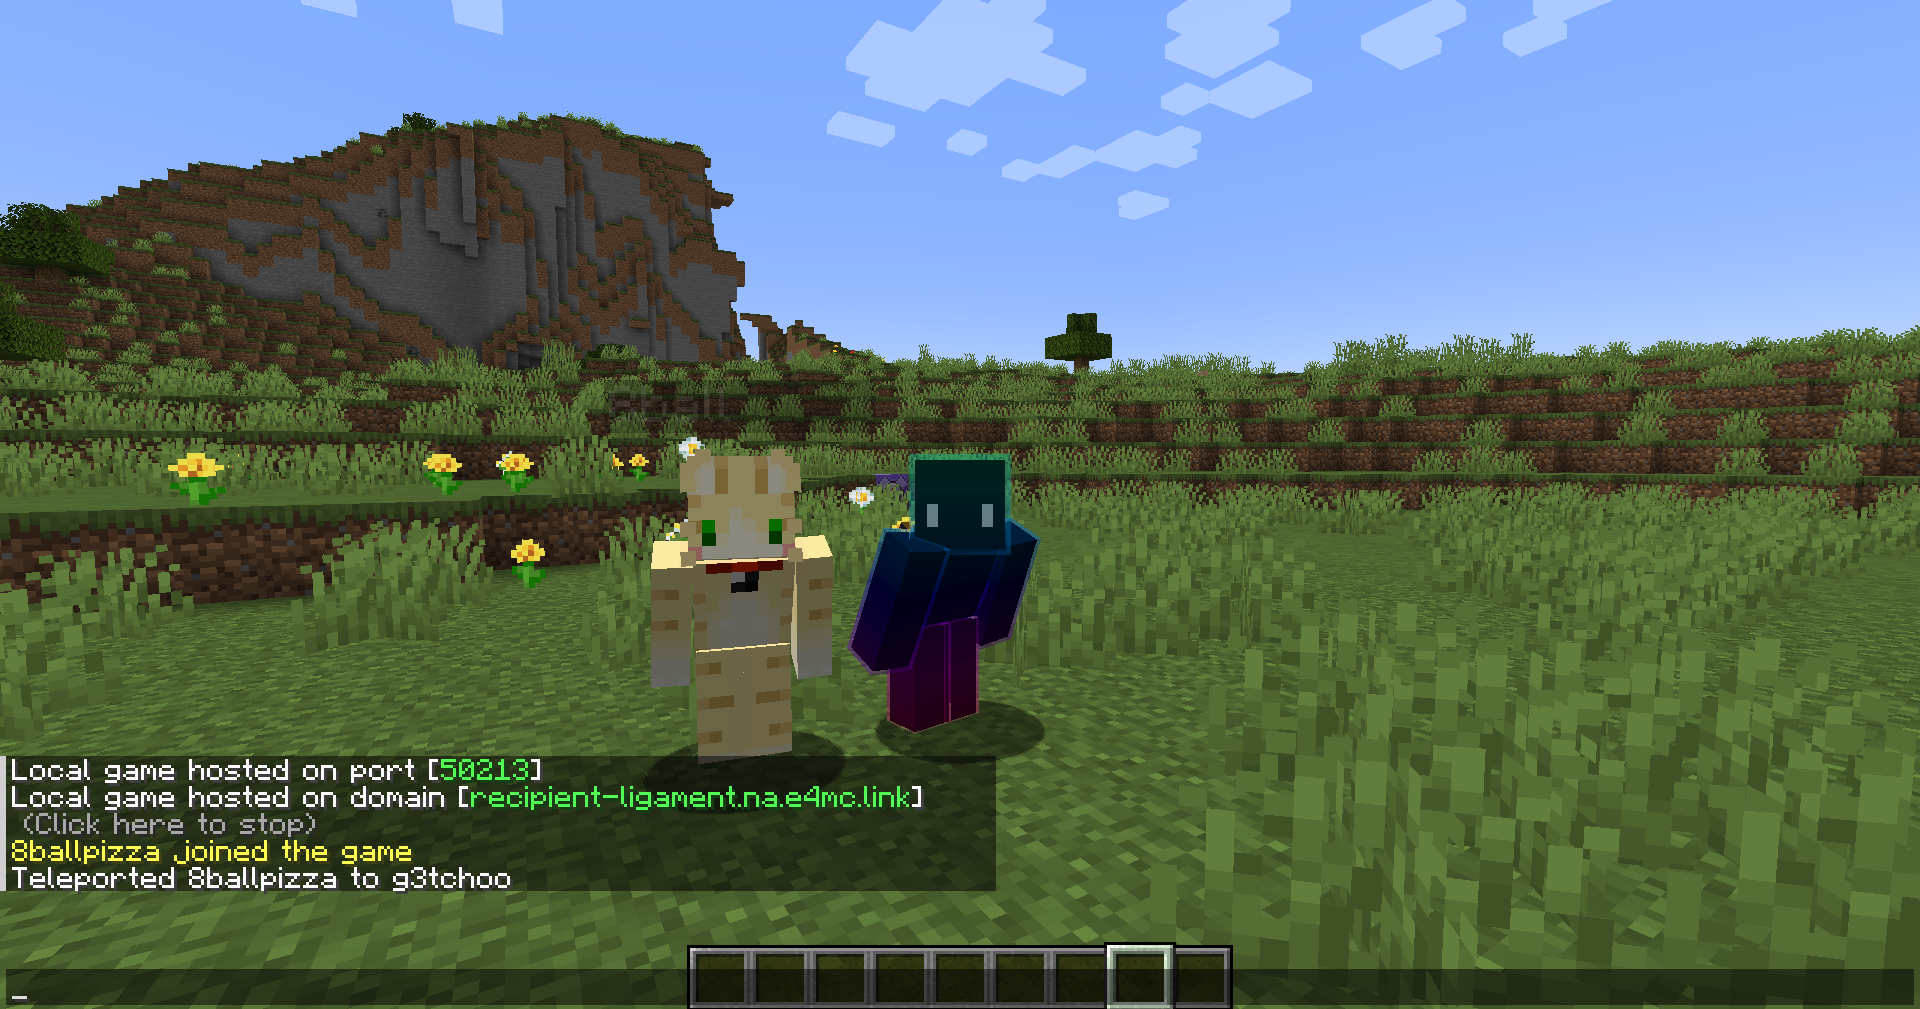 Local game hosted on port [50213]
Local game hosted on domain [recipient-ligament.na.e4mc.link]
(Click here to stop)
8ballpizza joined the game
Teleported 8ballpizza to g3tchoo
_